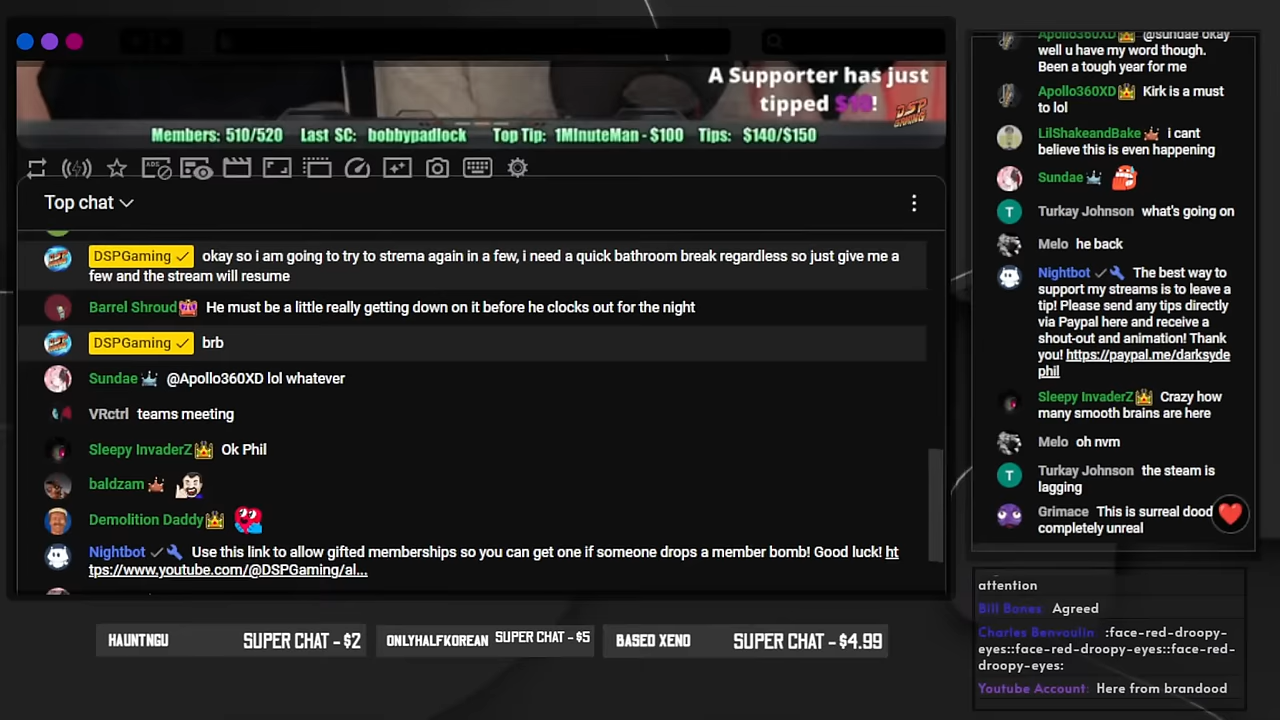 A Supporter has just
tipped $10!
DSP
GAMING
Members: 510/520 Last SC: bobbypadlock Top Tip: 1MInuteMan - $100 Tips: $140/$150
ADS
Top chat
DSPGaming okay so i am going to try to strema again in a few, i need a quick bathroom break regardless so just give me a
few and the stream will resume
Barrel Shroud He must be a little really getting down on it before he clocks out for the night
DSPGaming brb
Sundae @Apollo360XD lol whatever
VRctrl teams meeting
Sleepy InvaderZ Ok Phil
baldzam
Demolition Daddy
Nightbot Use this link to allow gifted memberships so you can get one if someone drops a member bomb! Good luck! ht
tps://www.youtube.com/@DSPGaming/al...
HAUNTNGU SUPER CHAT - $2
ONLYHALFKOREAN SUPER CHAT - $5
BASED XEND SUPER CHAT - $4.99
Apollo360XD @sundae okay
well u have my word though.
Been a tough year for me
Apollo360XD Kirk is a must
to lol
LilShakeandBake i cant
believe this is even happening
Sundae
T
Turkay Johnson what's going on
Melo he back
Nightbot The best way to
support my streams is to leave a
tip! Please send any tips directly
via Paypal here and receive a
shout-out and animation! Thank
you! https://paypal.me/darksyde
phil
Sleepy InvaderZ Crazy how
many smooth brains are here
Melo oh nvm
T
Turkay Johnson the steam is
lagging
Grimace This is surreal dood
completely unreal
attention
Bill Bones: Agreed
Charles Benvoulin: :face-red-droopy-
eyes::face-red-droopy-eyes::face-red-
droopy-eyes:
Youtube Account: Here from brandood